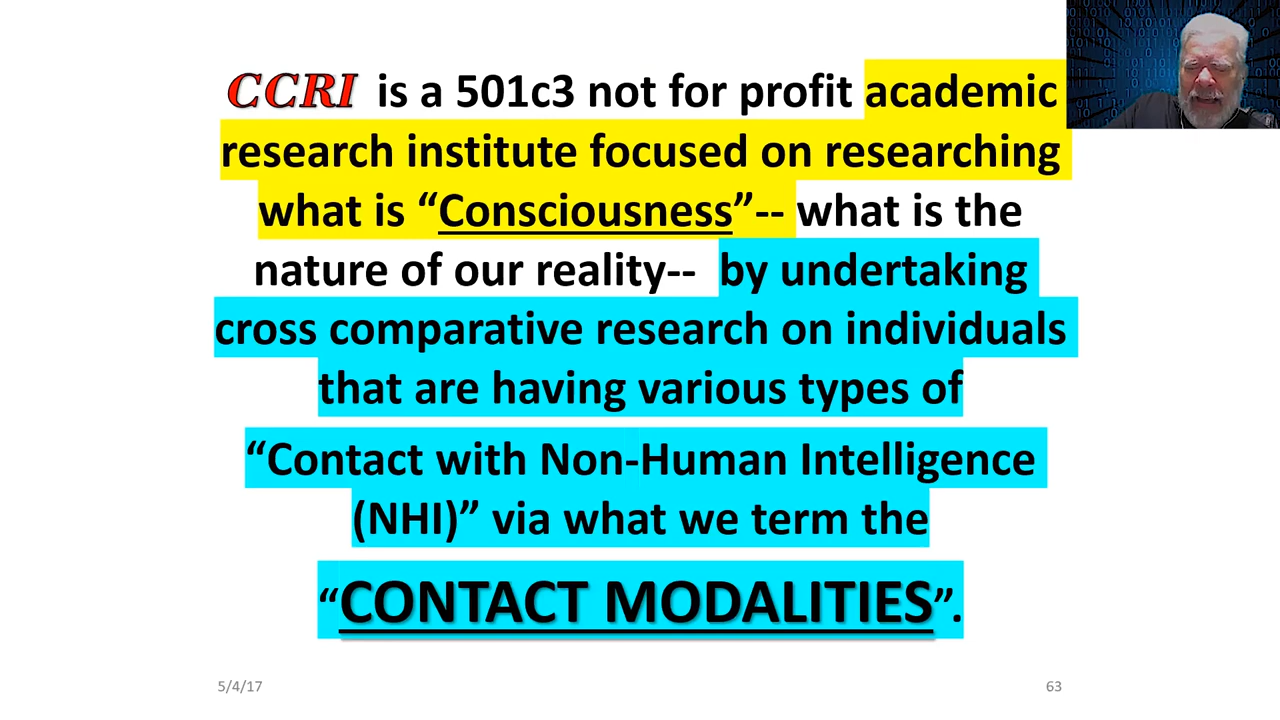 CCRI is a 501c3 not for profit academic
research institute focused on researching
what is “Consciousness”-- what is the
nature of our reality-- by undertaking
cross comparative research on individuals
that are having various types of
“Contact with Non-Human Intelligence
(NHI)” via what we term the
“CONTACT MODALITIES”.
5/4/17
63